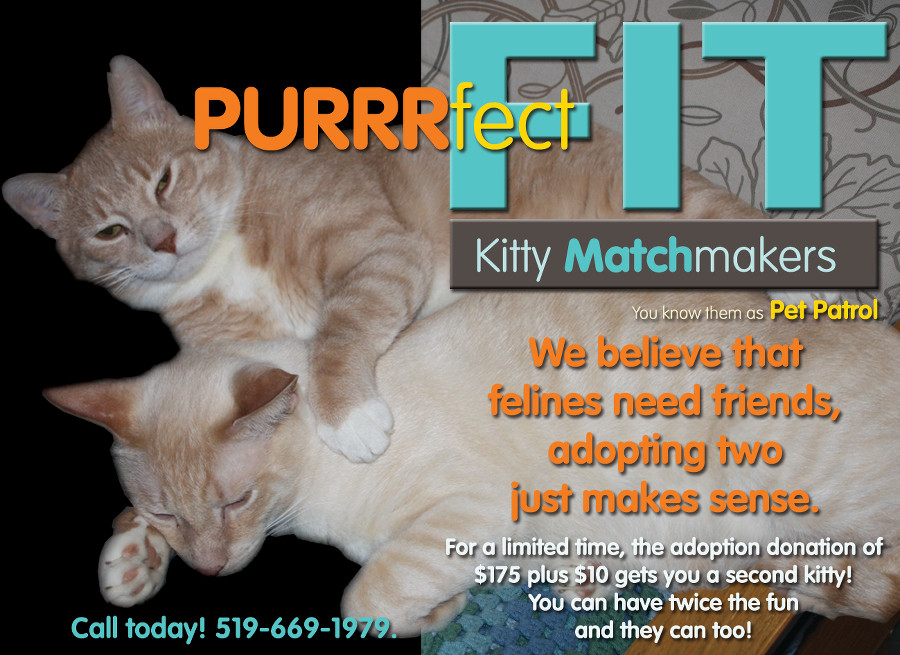 PURRRfect
FIT
Kitty Matchmakers
You know them as Pet Patrol
We believe that
felines need friends,
adopting two
just makes sense.
For a limited time, the adoption donation of
$175 plus $10 gets you a second kitty!
You can have twice the fun
and they can too!
Call today! 519-669-1979.